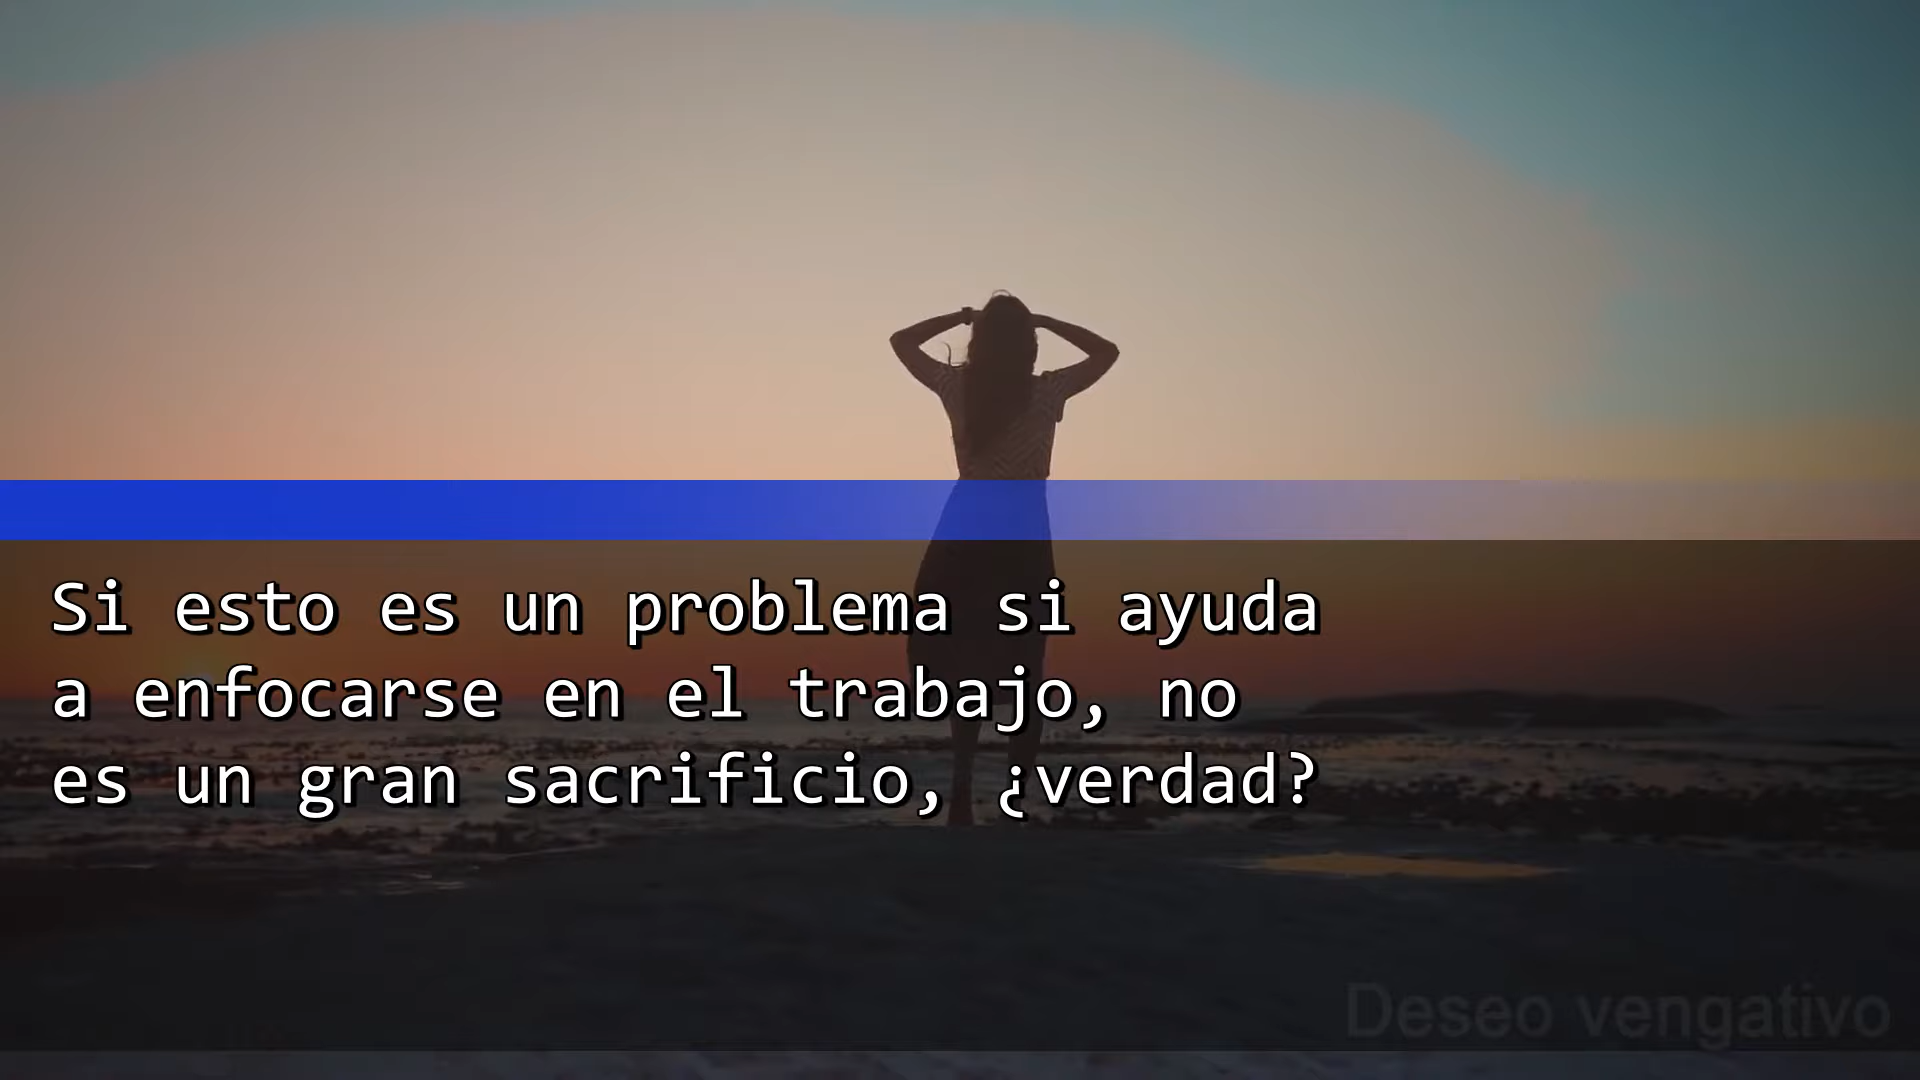 Si esto es un problema si ayuda
a enfocarse en el trabajo, no
es un gran sacrificio, ¿verdad?
Deseo vengativo